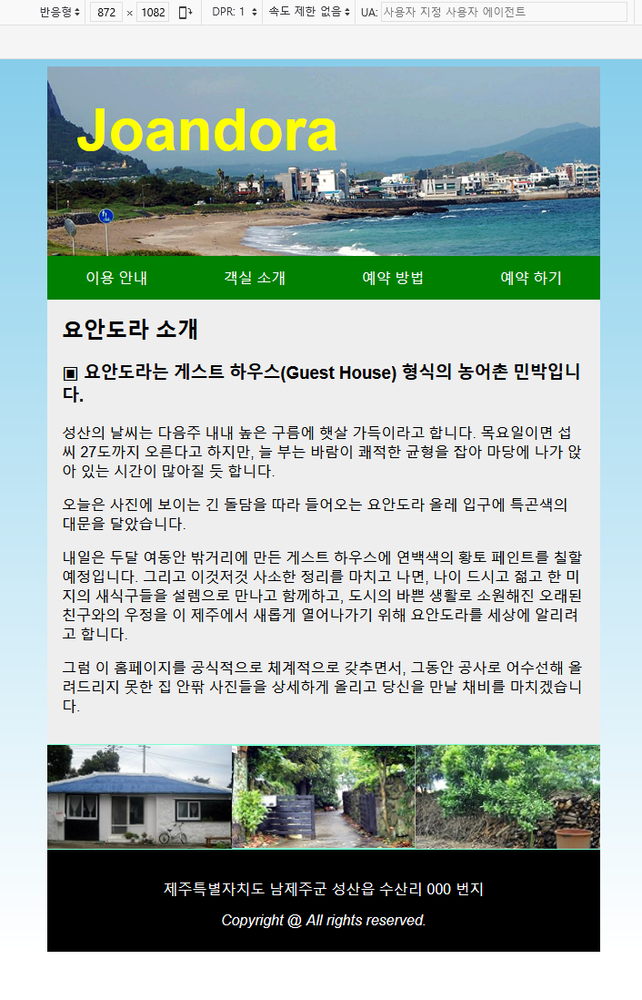 반응형 872 × 1082 DPR: 1 속도 제한 없음 UA: 사용자 지정 사용자 에이전트
Joandora
이용 안내 객실 소개 예약 방법 예약 하기
요안도라 소개
▣ 요안도라는 게스트 하우스(Guest House) 형식의 농어촌 민박입니
다.
성산의 날씨는 다음주 내내 높은 구름에 햇살 가득이라고 합니다. 목요일이면 섭
씨 27도까지 오른다고 하지만, 늘 부는 바람이 쾌적한 균형을 잡아 마당에 나가 앉
아 있는 시간이 많아질 듯 합니다.
오늘은 사진에 보이는 긴 돌담을 따라 들어오는 요안도라 올레 입구에 특곤색의
대문을 달았습니다.
내일은 두달 여동안 밖거리에 만든 게스트 하우스에 연백색의 황토 페인트를 칠할
예정입니다. 그리고 이것저것 사소한 정리를 마치고 나면, 나이 드시고 젊고 한 미
지의 새식구들을 설렘으로 만나고 함께하고, 도시의 바쁜 생활로 소원해진 오래된
친구와의 우정을 이 제주에서 새롭게 열어나가기 위해 요안도라를 세상에 알리려
고 합니다.
그럼 이 홈페이지를 공식적으로 체계적으로 갖추면서, 그동안 공사로 어수선해 올
려드리지 못한 집 안팎 사진들을 상세하게 올리고 당신을 만날 채비를 마치겠습니
다.
제주특별자치도 남제주군 성산읍 수산리 000 번지
Copyright @ All rights reserved.